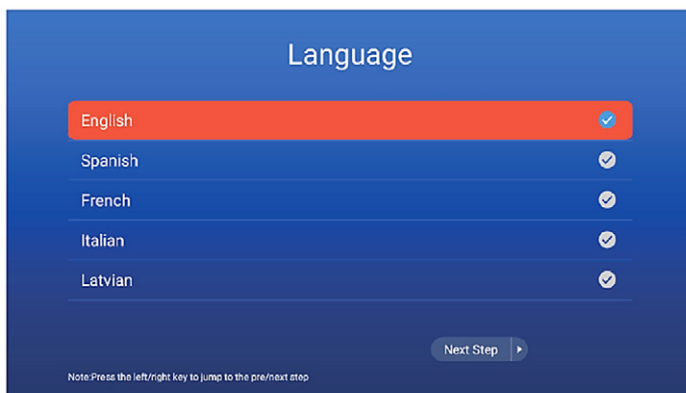 Language
English
Spanish
French
Italian
Latvian
Next Step
Note:Press the left/right key to jump to the pre/next step